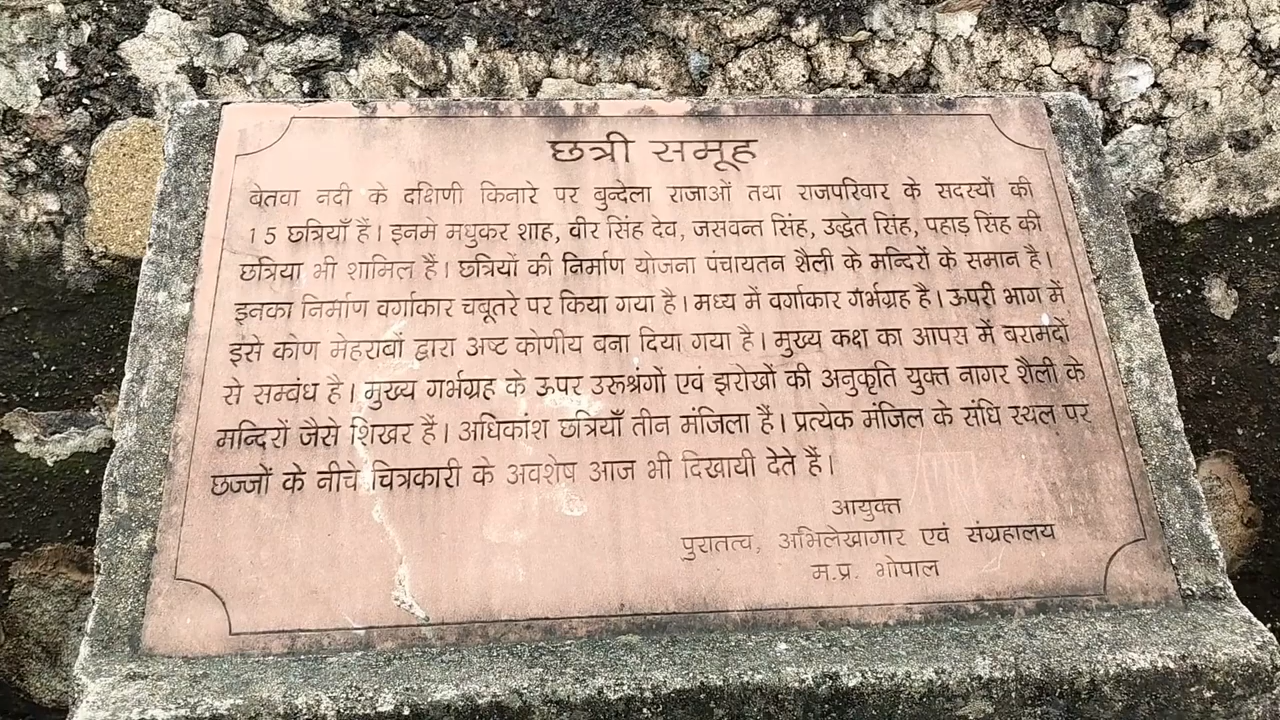 छत्री समूह
बेतवा नदी के दक्षिणी किनारे पर बुन्देला राजाओं तथा राजपरिवार के सदस्यों की
15 छत्रियाँ हैं। इनमे मधुकर शाह, वीर सिंह देव, जसवन्त सिंह, उद्धेत सिंह, पहाड़ सिंह की
छत्रिया भी शामिल हैं। छत्रियों की निर्माण योजना पंचायतन शैली के मन्दिरों के समान है।
इनका निर्माण वर्गाकार चबूतरे पर किया गया है। मध्य में वर्गाकार गर्भग्रह है। ऊपरी भाग में
इसे कोण मेहराबों द्वारा अष्ट कोणीय बना दिया गया है। मुख्य कक्ष का आपस में बरामदों
से सम्बंध है। मुख्य गर्भग्रह के ऊपर उरूश्रंगों एवं झरोखों की अनुकृति युक्त नागर शैली के
मन्दिरों जैसे शिखर हैं। अधिकांश छत्रियाँ तीन मंजिला हैं। प्रत्येक मंजिल के संधि स्थल पर
छज्जों के नीचे चित्रकारी के अवशेष आज भी दिखायी देते हैं।
आयुक्त
पुरातत्व, अभिलेखागार एवं संग्रहालय
म.प्र. भोपाल